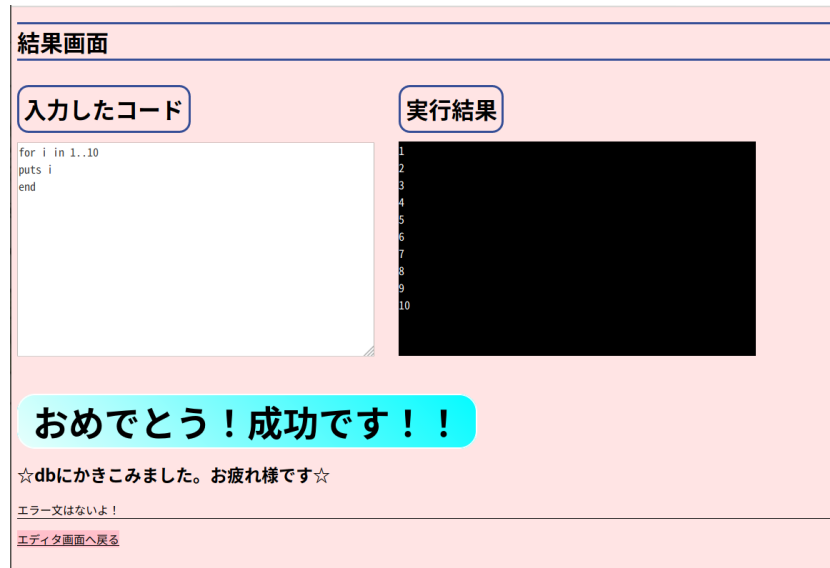 結果画面
入力したコード
for i in 1..10
puts i
end
実行結果
1
2
3
4
5
6
7
8
9
10
おめでとう！成功です！！
☆dbにかきこみました。お疲れ様です☆
エラー文はないよ！
エディタ画面へ戻る